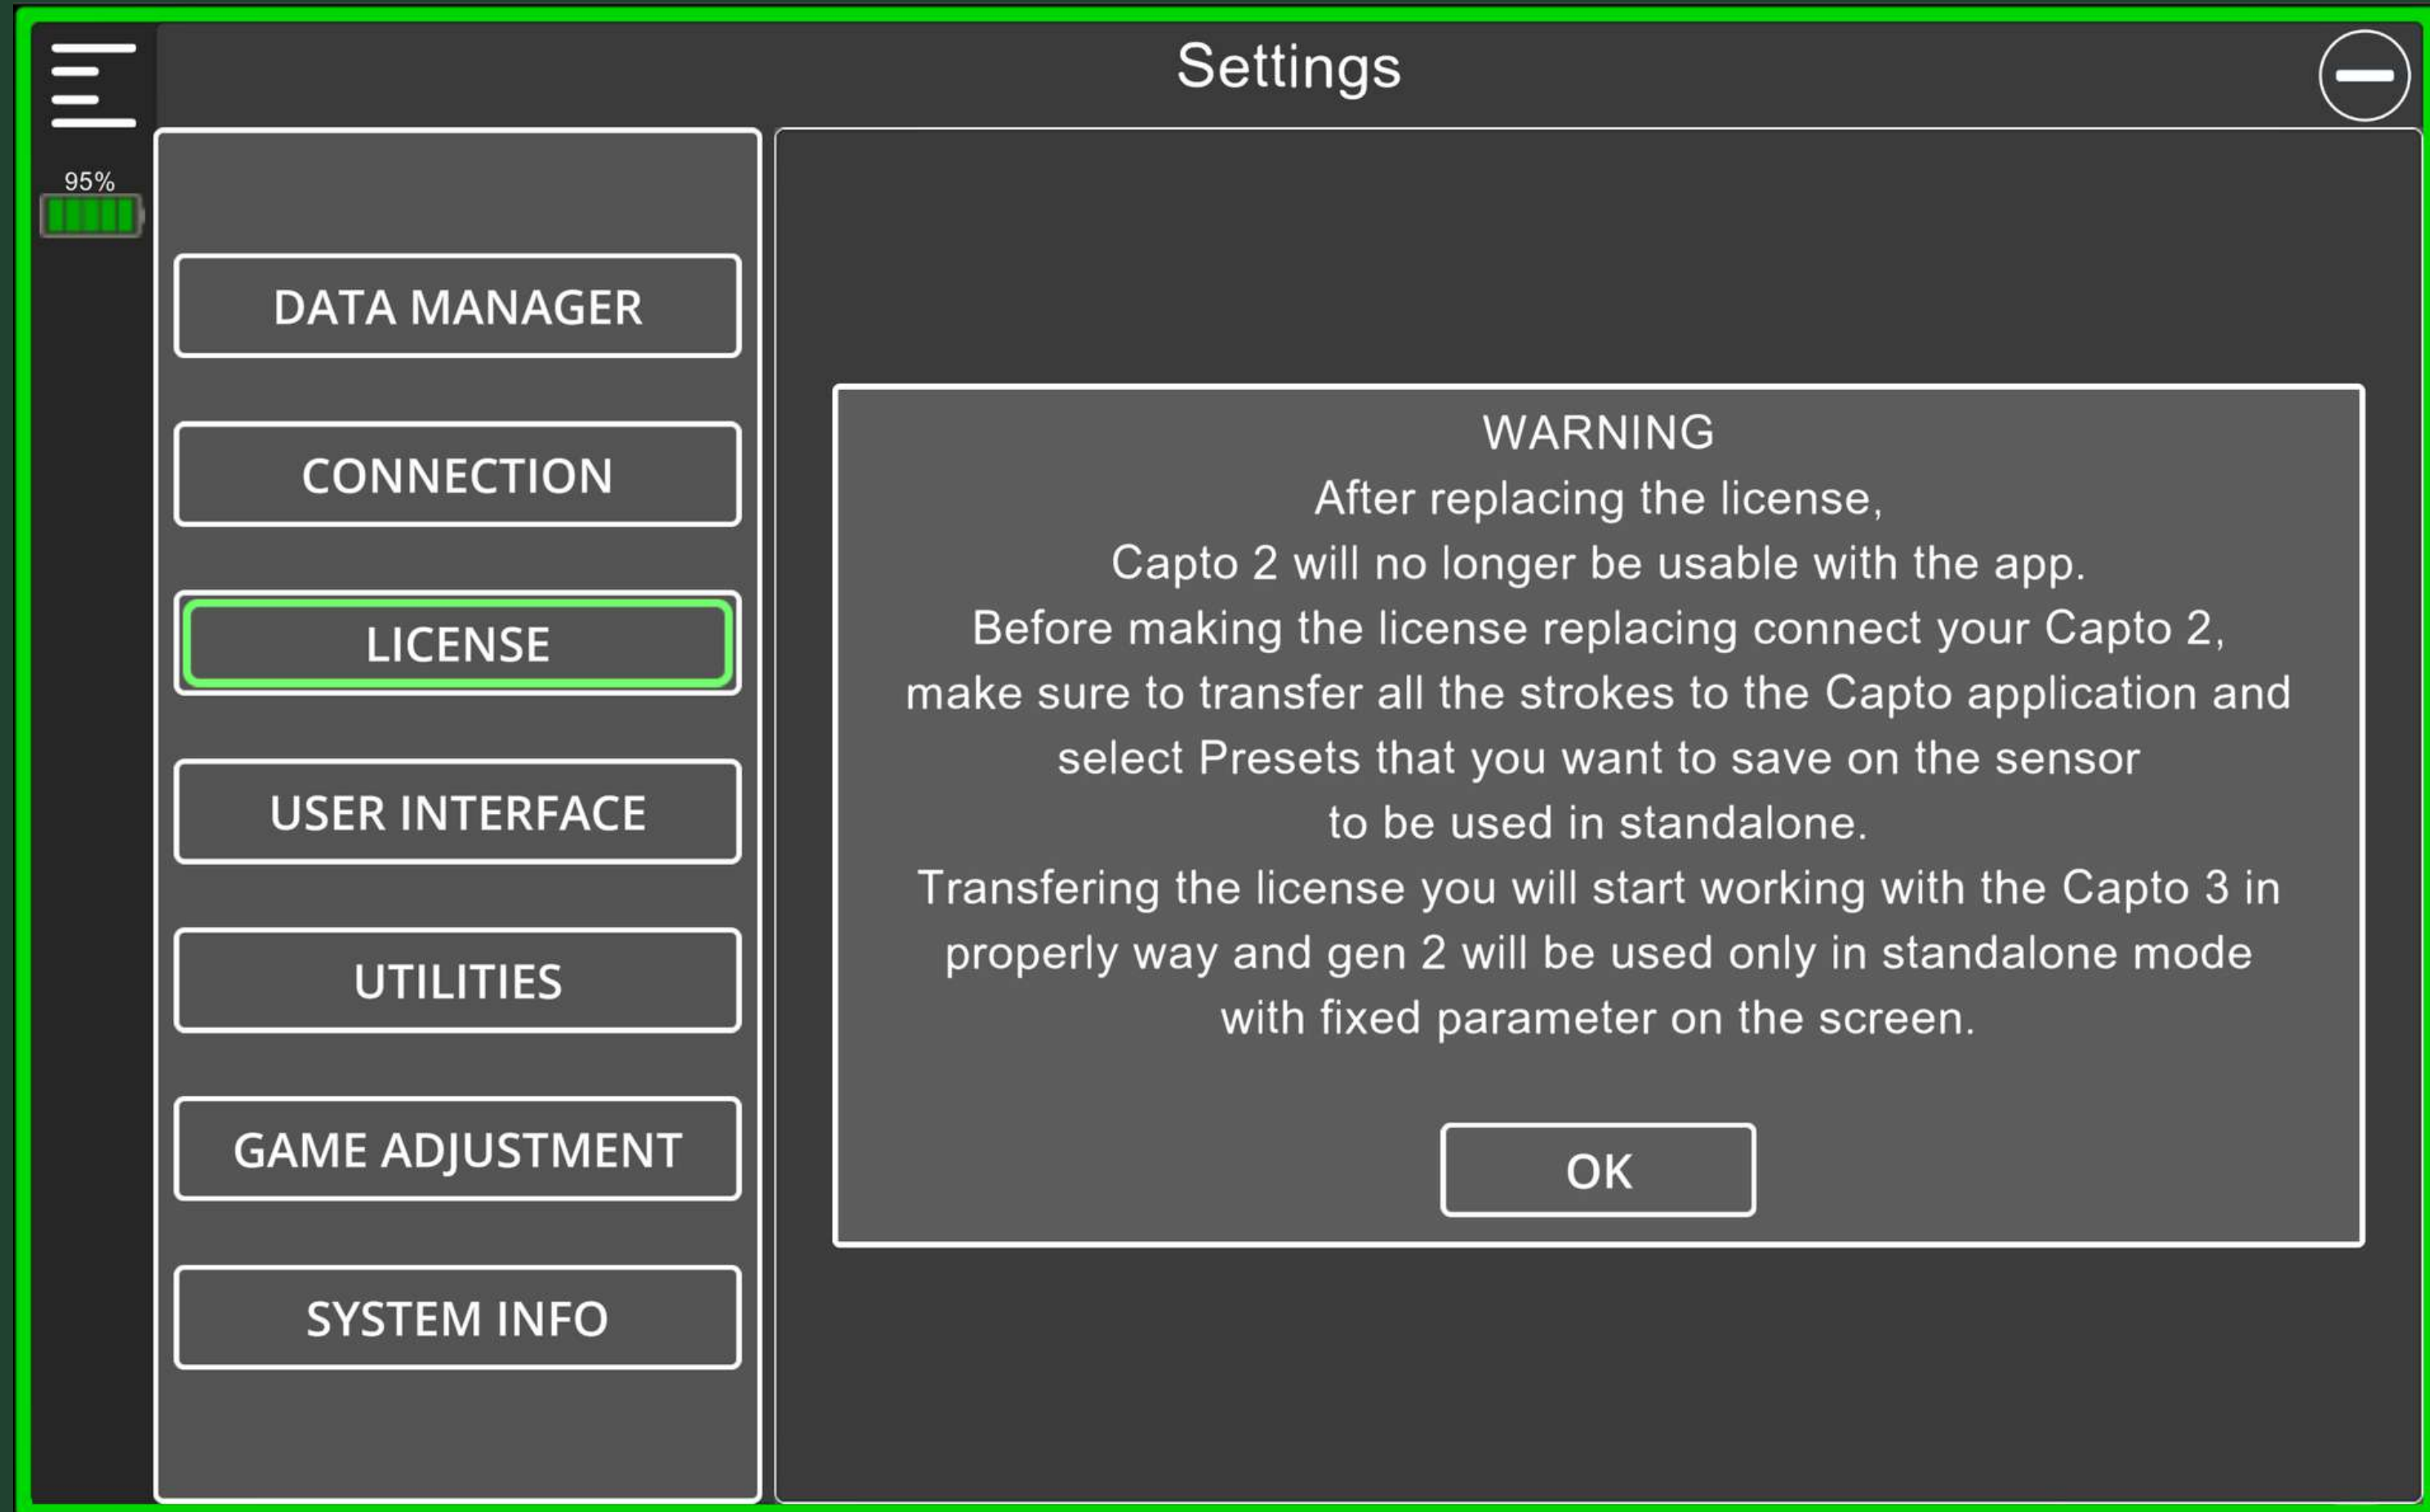 Settings
95%
DATA MANAGER
CONNECTION
LICENSE
USER INTERFACE
UTILITIES
GAME ADJUSTMENT
SYSTEM INFO
WARNING
After replacing the license,
Capto 2 will no longer be usable with the app.
Before making the license replacing connect your Capto 2,
make sure to transfer all the strokes to the Capto application and
select Presets that you want to save on the sensor
to be used in standalone.
Transfering the license you will start working with the Capto 3 in
properly way and gen 2 will be used only in standalone mode
with fixed parameter on the screen.
OK